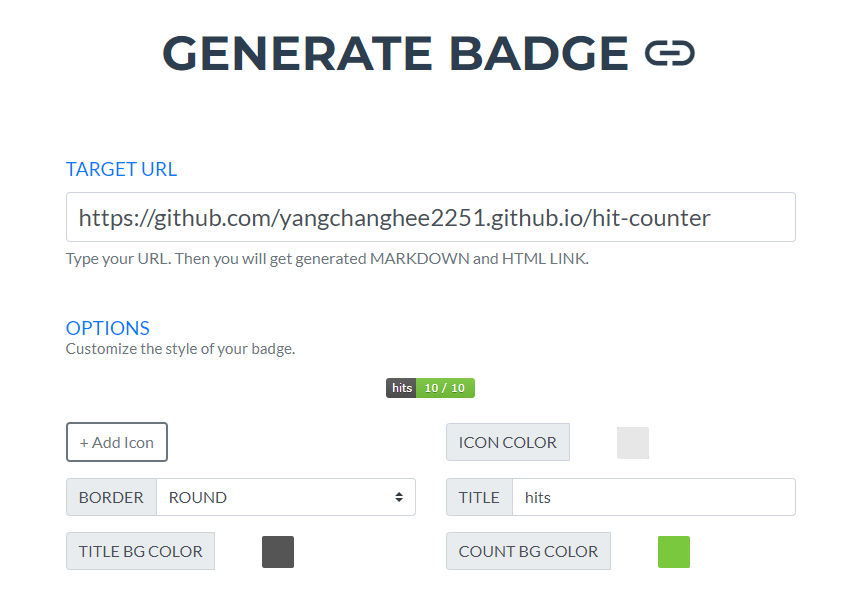 GENERATE BADGE
TARGET URL
https://github.com/yangchanghee2251.github.io/hit-counter
Type your URL. Then you will get generated MARKDOWN and HTML LINK.
OPTIONS
Customize the style of your badge.
hits 10 / 10
+ Add Icon
ICON COLOR
BORDER ROUND
TITLE hits
TITLE BG COLOR
COUNT BG COLOR